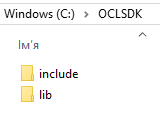 Windows (C:) > OCLSDK
Ім'я
include
lib